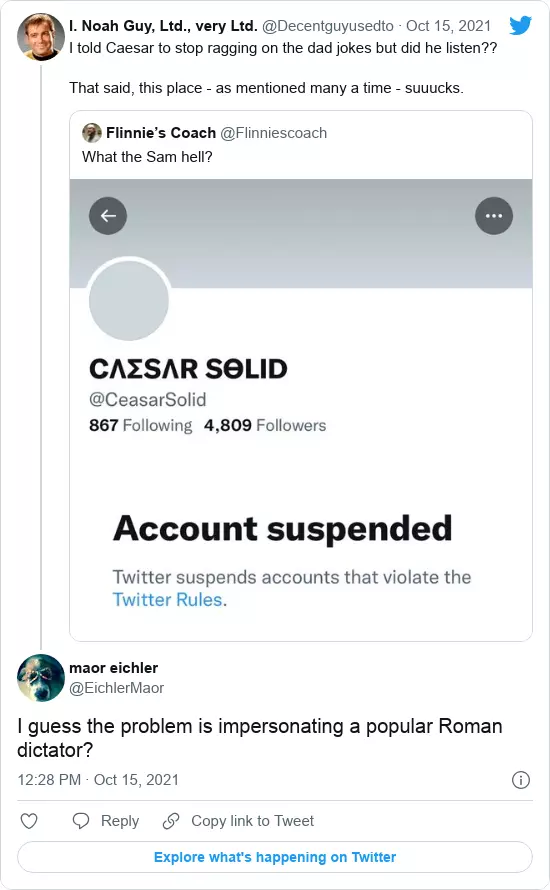 I. Noah Guy, Ltd., very Ltd. @Decentguyusedto · Oct 15, 2021
I told Caesar to stop ragging on the dad jokes but did he listen??
That said, this place - as mentioned many a time - suuucks.
Flinnie’s Coach @Flinniescoach
What the Sam hell?
CΛΣSΛR SΘLID
@CeasarSolid
867 Following 4,809 Followers
Account suspended
Twitter suspends accounts that violate the
Twitter Rules.
maor eichler
@EichlerMaor
I guess the problem is impersonating a popular Roman
dictator?
12:28 PM · Oct 15, 2021
Reply Copy link to Tweet
Explore what's happening on Twitter